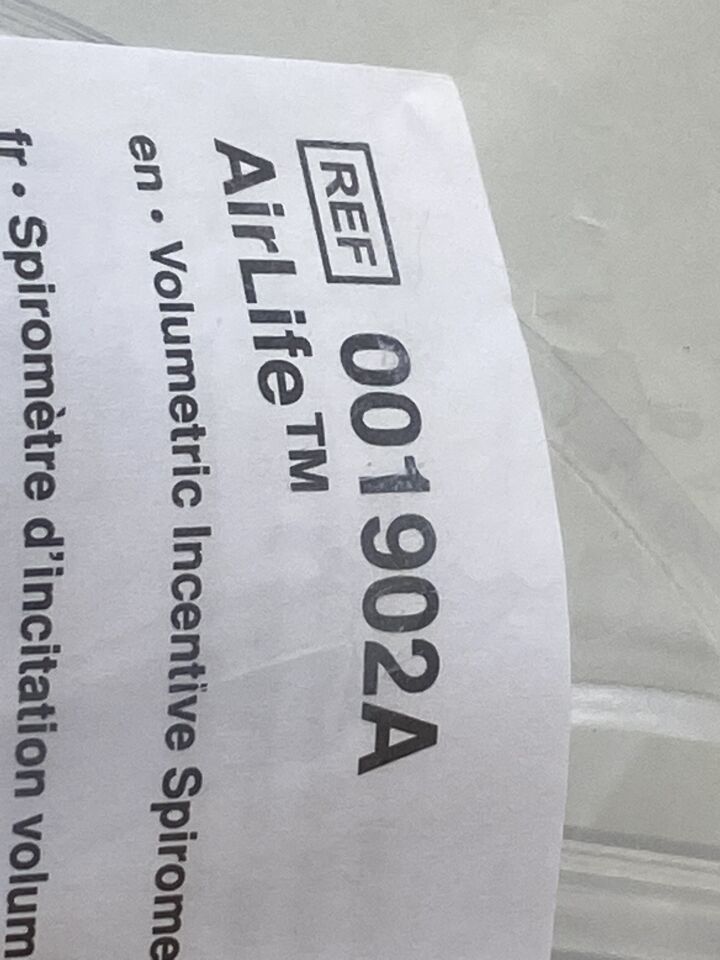 REF 001902A
AirLife™
en • Volumetric Incentive Spirome
fr • Spiromètre d'incitation volum